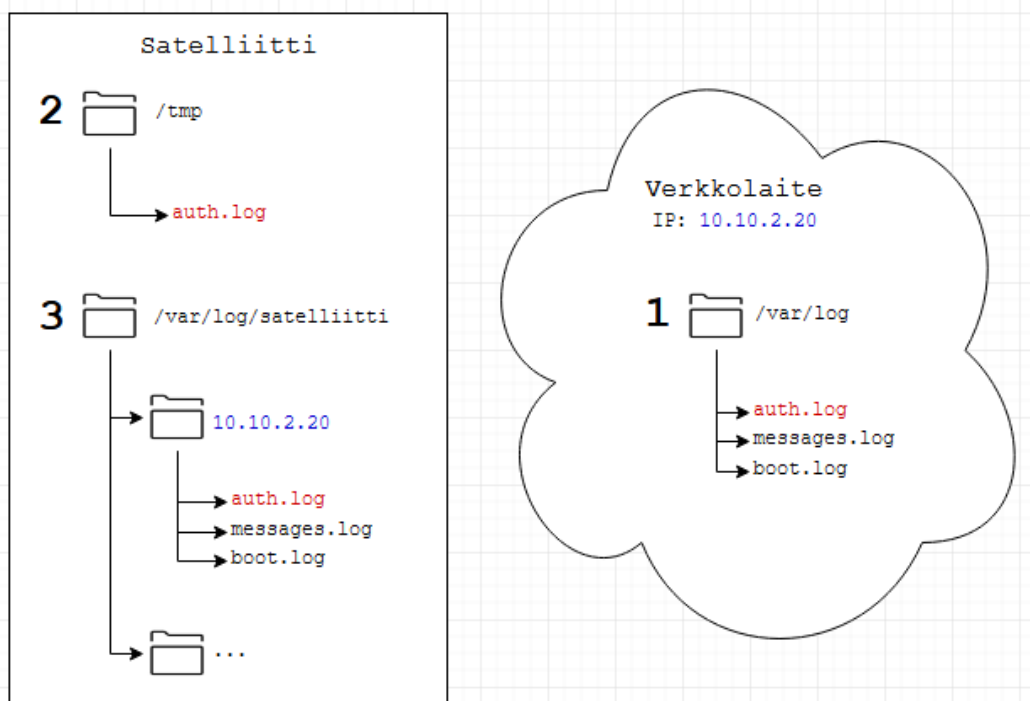 Satelliitti
2 /tmp
auth.log
3 /var/log/satelliitti
10.10.2.20
auth.log
messages.log
boot.log
...
Verkkolaite
IP: 10.10.2.20
1 /var/log
auth.log
messages.log
boot.log